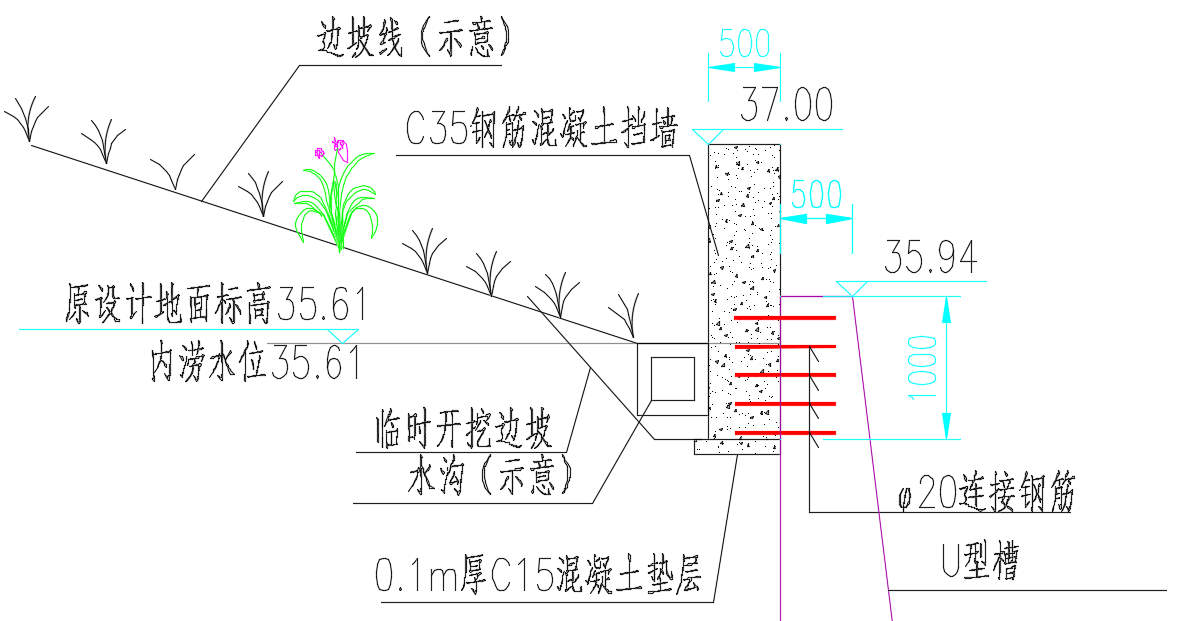 边坡线（示意）
500
37.00
C35钢筋混凝土挡墙
500
35.94
原设计地面标高35.61
内涝水位35.61
1000
临时开挖边坡
水沟（示意）
φ20连接钢筋
U型槽
0.1m厚C15混凝土垫层